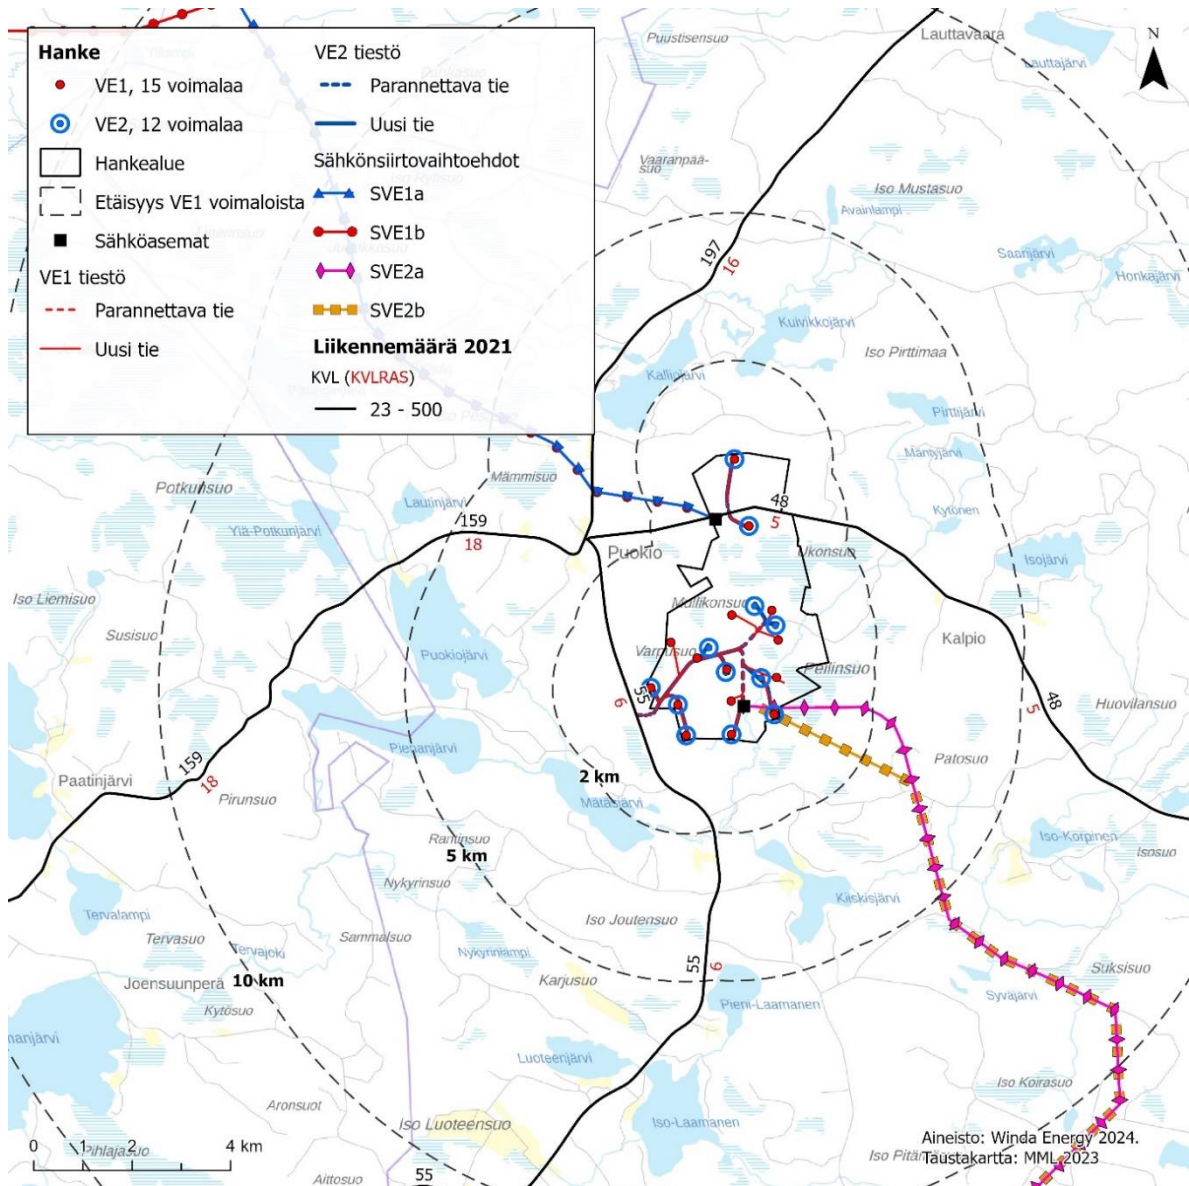 Hanke
VE1, 15 voimalaa
VE2, 12 voimalaa
Hankealue
Etäisyys VE1 voimaloista
Sähköasemat
VE1 tiestö
Parannettava tie
Uusi tie
VE2 tiestö
Parannettava tie
Uusi tie
Sähkönsiirtovaihtoehdot
SVE1a
SVE1b
SVE2a
SVE2b
Liikennemäärä 2021
KVL (KVLRAS)
23 - 500
Puustisensuo
Lauttavaara
N
Lauttajärvi
Vaaranpää-
suo
Iso Mustasuo
Avainlampi
197
16
Saarijärvi
Honkajärvi
Kuivikkojärvi
Iso Pirttimaa
Kalliojärvi
Pirttijärvi
Mäntyjärvi
Mämmisuo
Potkunsuo
Lautinjärvi
48
5
Kytönen
Ylä-Potkunjärvi
159
18
Puokio
Ukonsuo
Isojärvi
Iso Liemisuo
Mullikonsuo
Susisuo
Kalpio
Puokiojärvi
Varpusuo
Pellinsuo
55
6
48
5
Huovilansuo
Pienanjärvi
159
18
Patosuo
Paatinjärvi
2 km
Pirunsuo
Mätäsjärvi
Rantinsuo
Iso-Korpinen
Isosuo
5 km
Nykyrinsuo
Kiiskisjärvi
Tervalampi
Iso Joutensuo
Tervasuo
Tervajoki
Sammalsuo
Nykyrinlampi
55
6
Suksisuo
Joensuunperä
10 km
Karjusuo
Syväjärvi
Kytösuo
Pieni-Laamanen
manjärvi
Luoteenjärvi
Iso Koirasuo
Aronsuot
Iso Luoteensuo
Iso-Laamanen
0 1 2 4 km
Pihlajasuo
Aittosuo
55
Aineisto: Winda Energy 2024.
Taustakartta: MML 2023